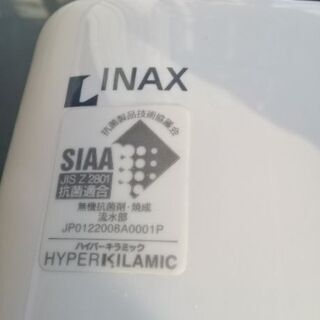 INAX
抗菌製品技術協議会
SIAA
JIS Z 2801
抗菌適合
無機抗菌剤・焼成
流水部
JP0122006A0001P
ハイパーキラミック
HYPERKILAMIC